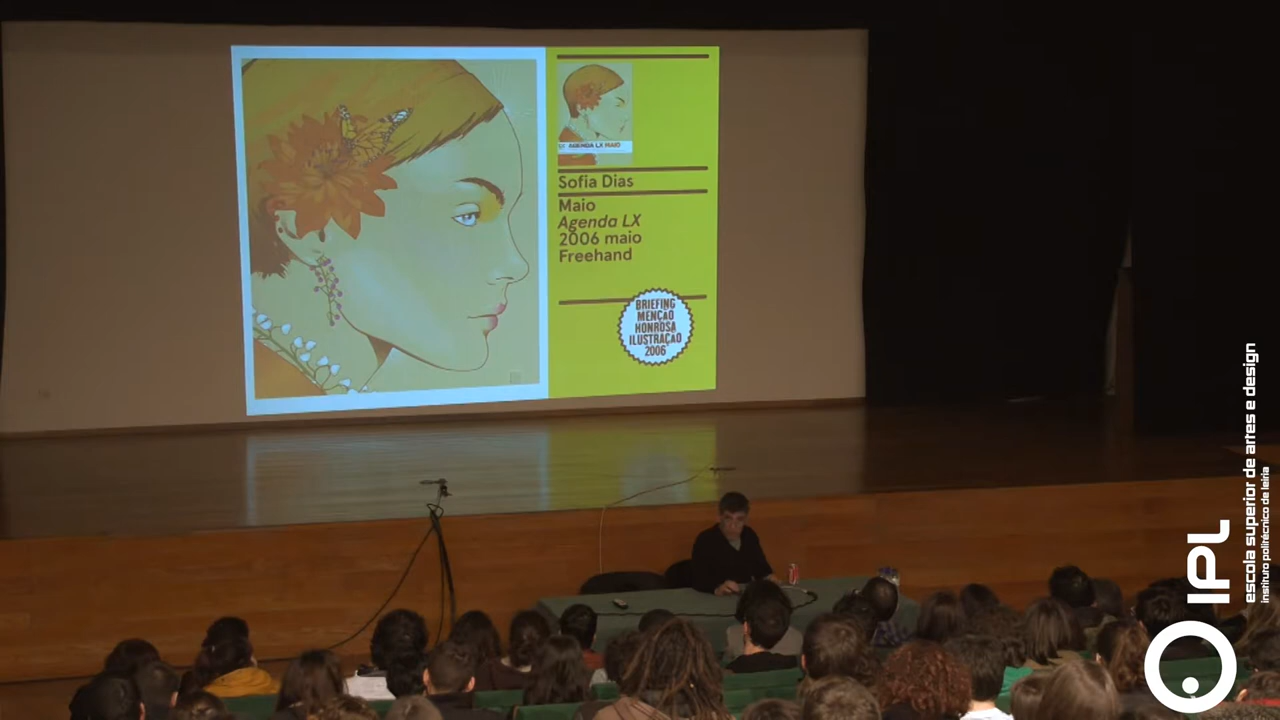 AGENDA LX MAIO
Sofia Dias
Maio
Agenda LX
2006 maio
Freehand
BRIEFING
MENÇÃO
HONROSA
ILUSTRAÇÃO
2006
IPL
escola superior de artes e design
instituto politécnico de leiria